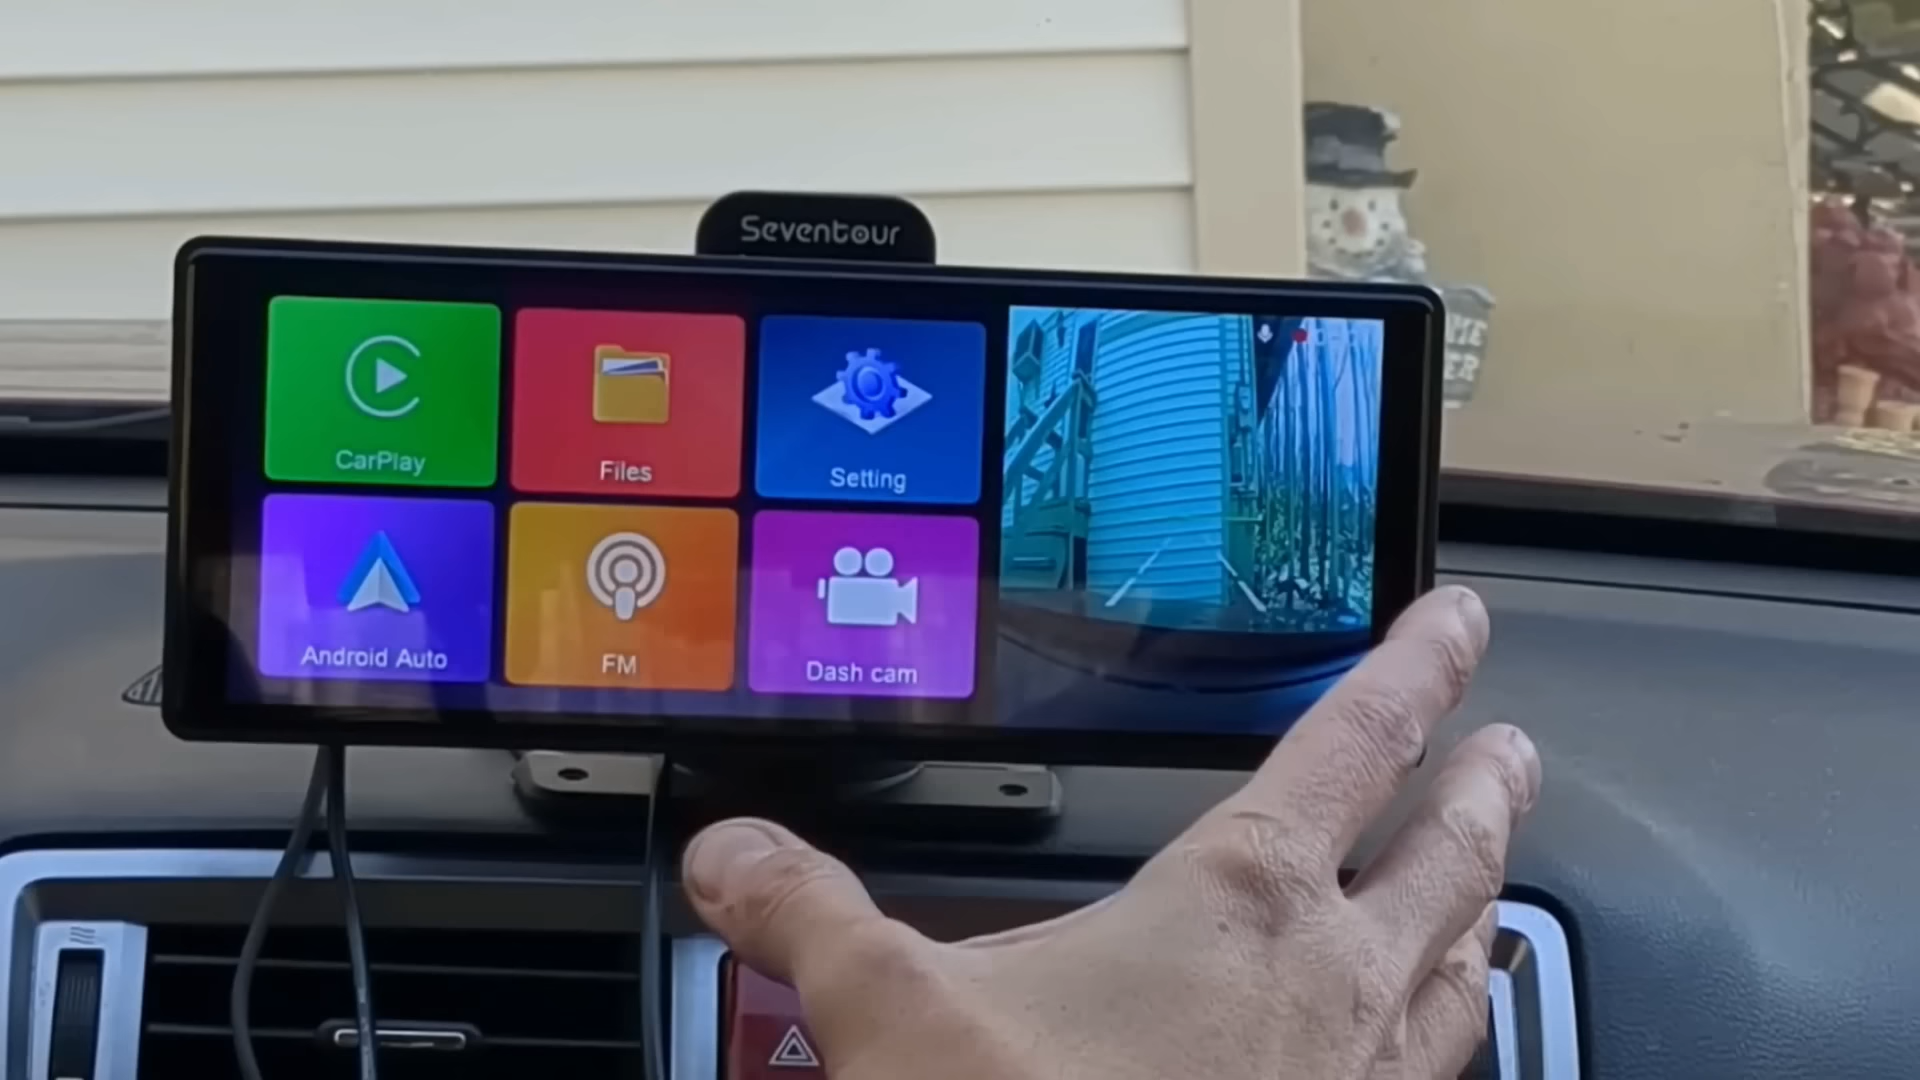 Seventour
CarPlay
Files
Setting
Android Auto
FM
Dash cam